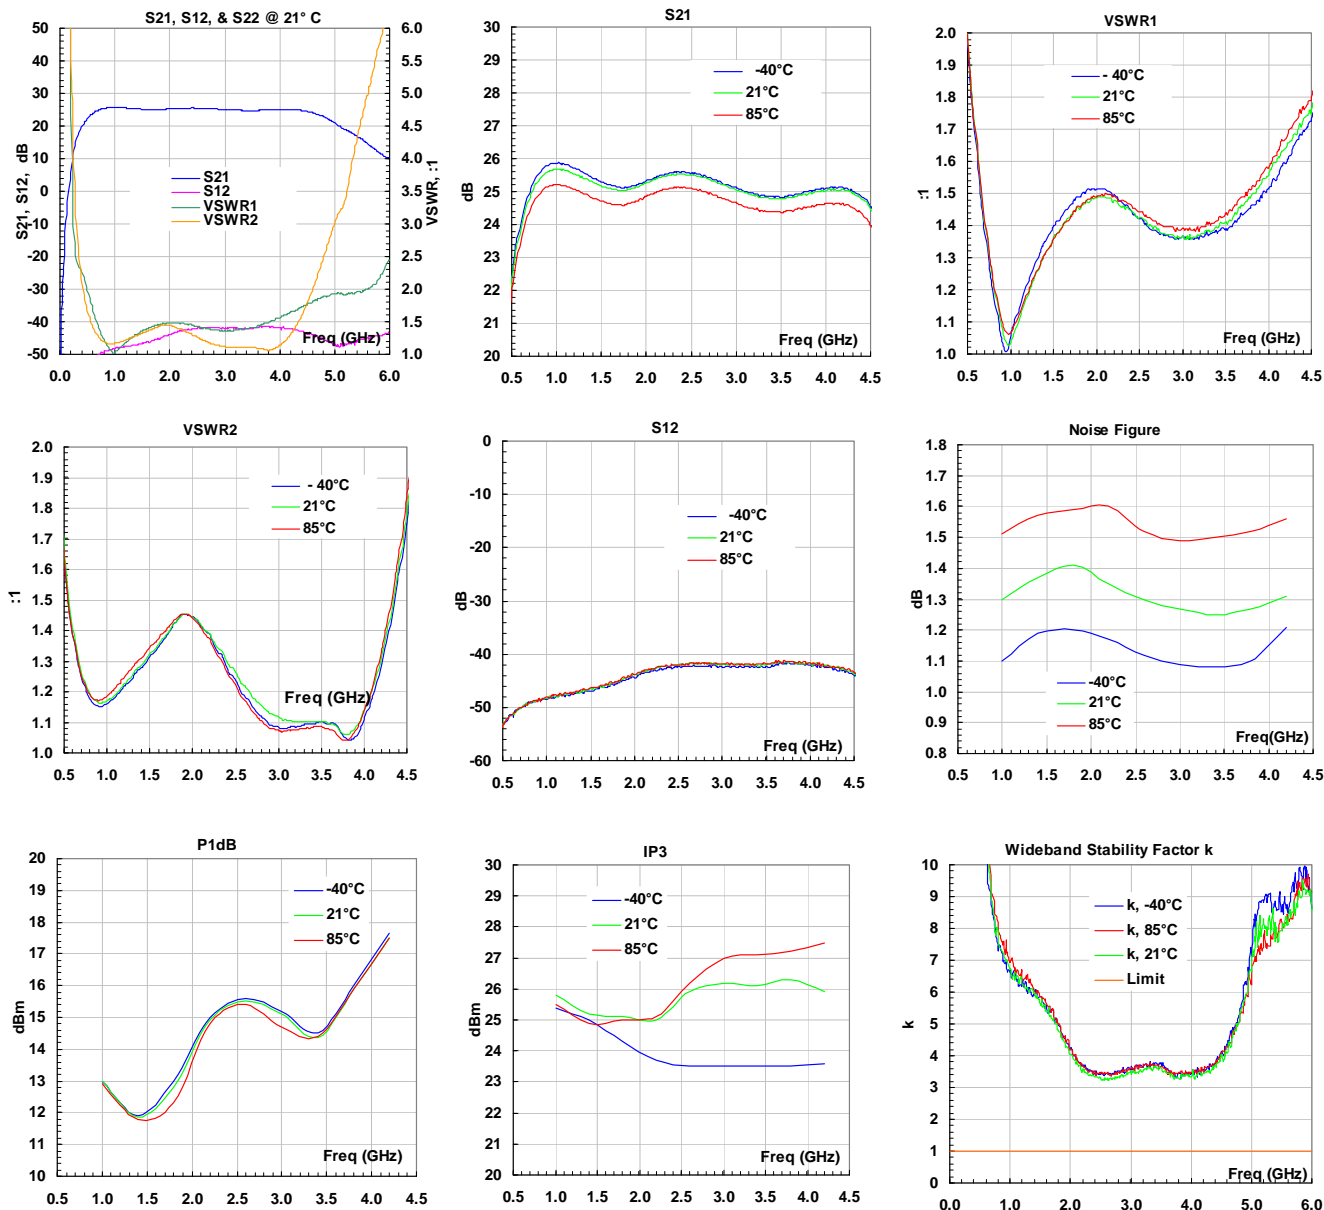 S21, S12, & S22 @ 21° C
50
40
30
20
10
0
-10
-20
-30
-40
-50
S21, S12, dB
6.0
5.5
5.0
4.5
4.0
3.5
3.0
2.5
2.0
1.5
1.0
VSWR, :1
S21
S12
VSWR1
VSWR2
Freq (GHz)
0.0 1.0 2.0 3.0 4.0 5.0 6.0
S21
30
29
28
27
26
25
24
23
22
21
20
dB
-40°C
21°C
85°C
Freq (GHz)
0.5 1.0 1.5 2.0 2.5 3.0 3.5 4.0 4.5
VSWR1
2.0
1.9
1.8
1.7
1.6
1.5
1.4
1.3
1.2
1.1
1.0
:1
- 40°C
21°C
85°C
Freq (GHz)
0.5 1.0 1.5 2.0 2.5 3.0 3.5 4.0 4.5
VSWR2
2.0
1.9
1.8
1.7
1.6
1.5
1.4
1.3
1.2
1.1
1.0
:1
- 40°C
21°C
85°C
Freq (GHz)
0.5 1.0 1.5 2.0 2.5 3.0 3.5 4.0 4.5
S12
0
-10
-20
-30
-40
-50
-60
dB
-40°C
21°C
85°C
Freq (GHz)
0.5 1.0 1.5 2.0 2.5 3.0 3.5 4.0 4.5
Noise Figure
1.8
1.7
1.6
1.5
1.4
1.3
1.2
1.1
1.0
0.9
0.8
dB
-40°C
21°C
85°C
Freq(GHz)
0.5 1.0 1.5 2.0 2.5 3.0 3.5 4.0 4.5
P1dB
20
19
18
17
16
15
14
13
12
11
10
dBm
-40°C
21°C
85°C
Freq (GHz)
0.5 1.0 1.5 2.0 2.5 3.0 3.5 4.0 4.5
IP3
30
29
28
27
26
25
24
23
22
21
20
dBm
-40°C
21°C
85°C
Freq (GHz)
0.5 1.0 1.5 2.0 2.5 3.0 3.5 4.0 4.5
Wideband Stability Factor k
10
9
8
7
6
5
4
3
2
1
0
k
k, -40°C
k, 85°C
k, 21°C
Limit
Freq (GHz)
0.0 1.0 2.0 3.0 4.0 5.0 6.0